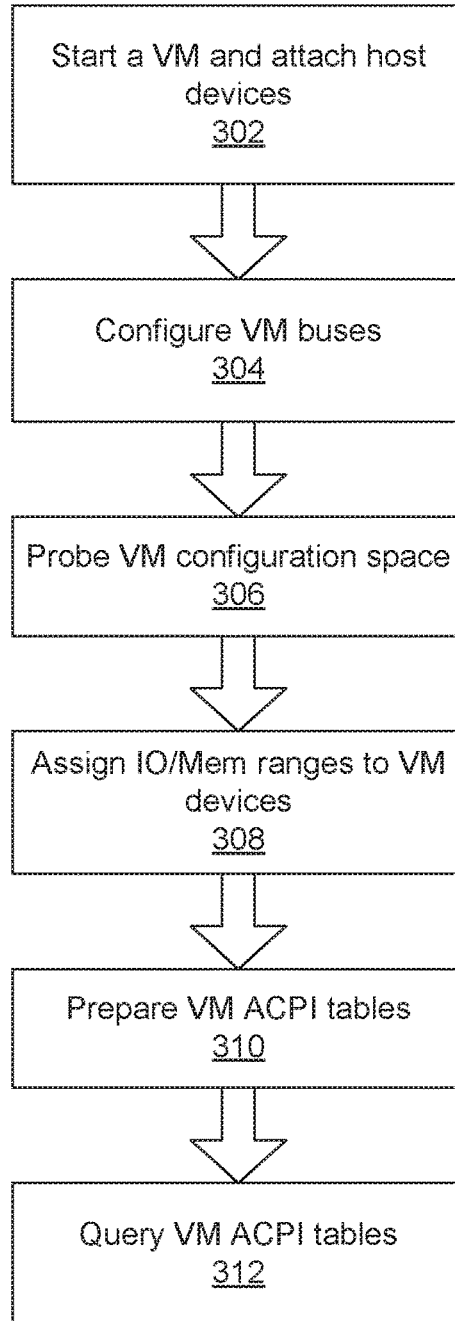 Start a VM and attach host
devices
302
Configure VM buses
304
Probe VM configuration space
306
Assign IO/Mem ranges to VM
devices
308
Prepare VM ACPI tables
310
Query VM ACPI tables
312